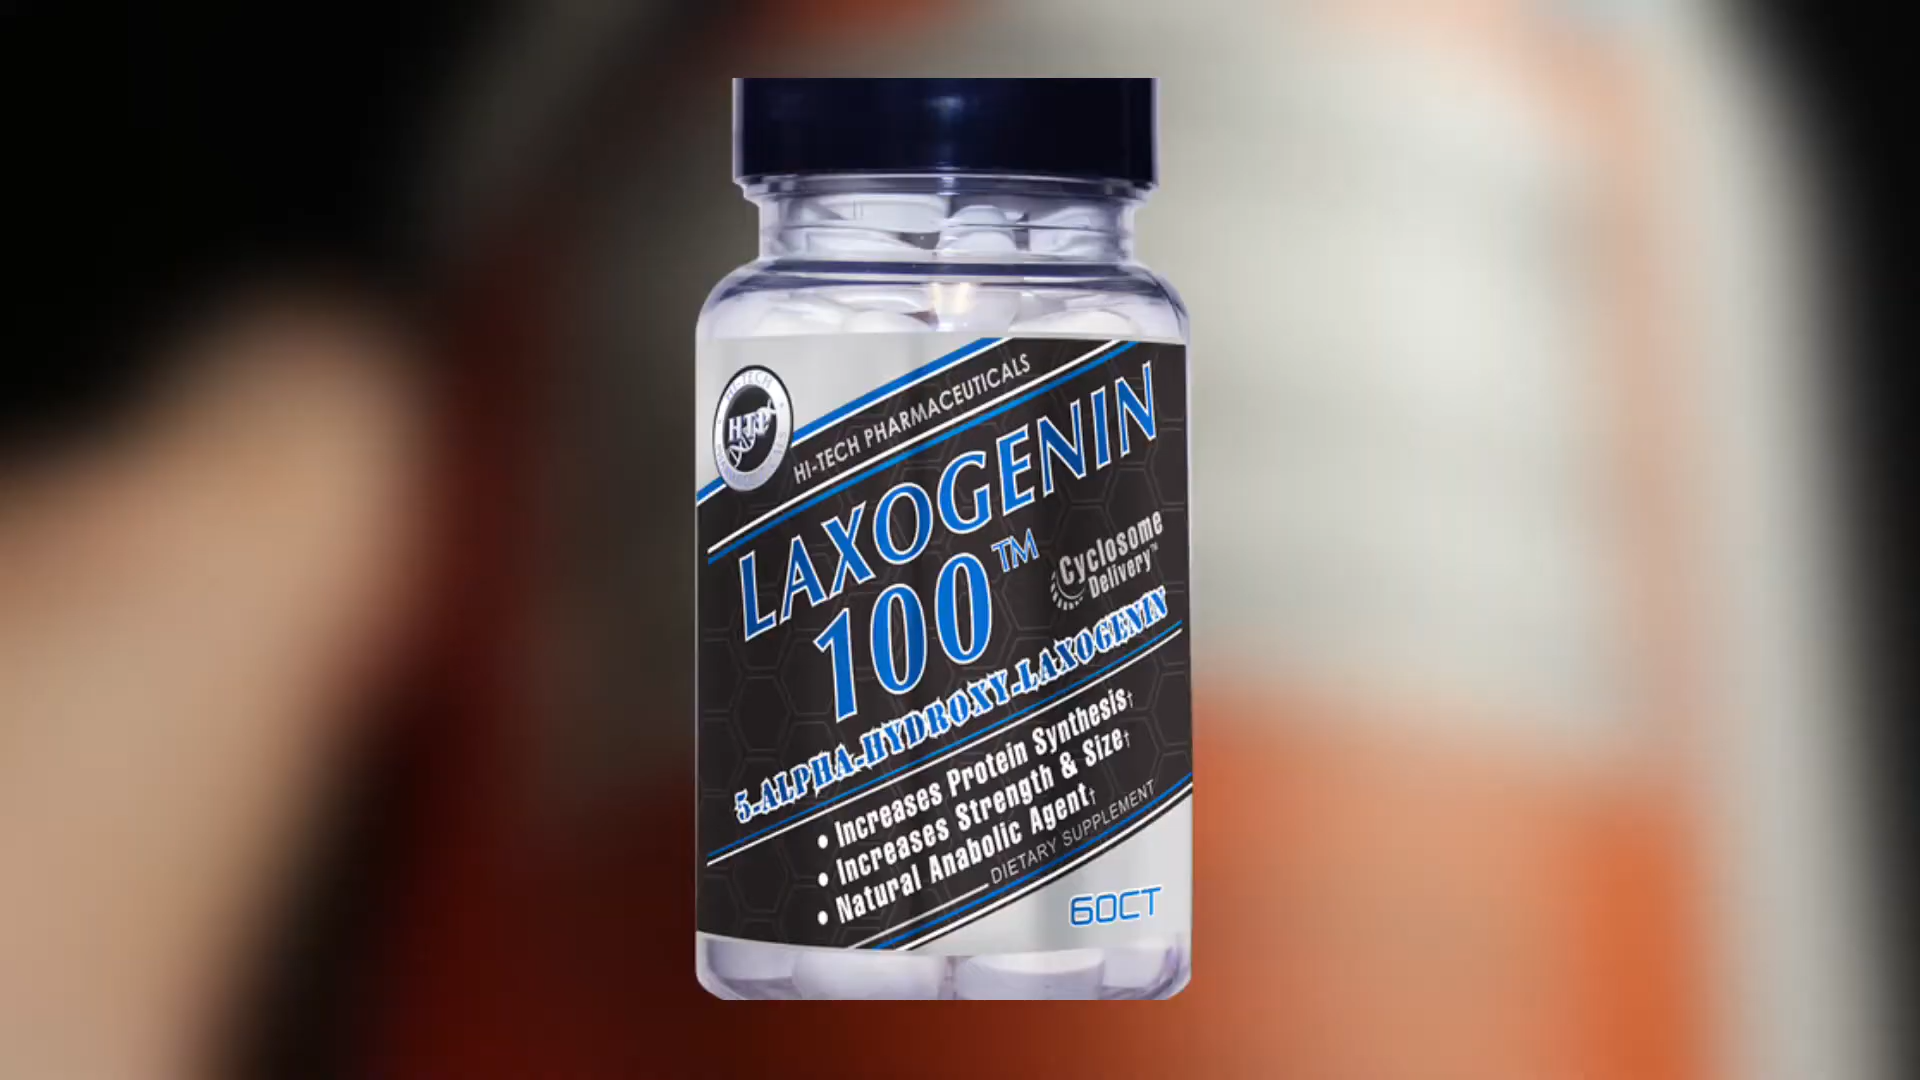 HI-TECH
HTP
HI-TECH PHARMACEUTICALS
LAXOGENIN
100™
Cyclosome
Delivery™
5-ALPHA-HYDROXY-LAXOGENIN
• Increases Protein Synthesis†
• Increases Strength & Size†
• Natural Anabolic Agent†
DIETARY SUPPLEMENT
60CT